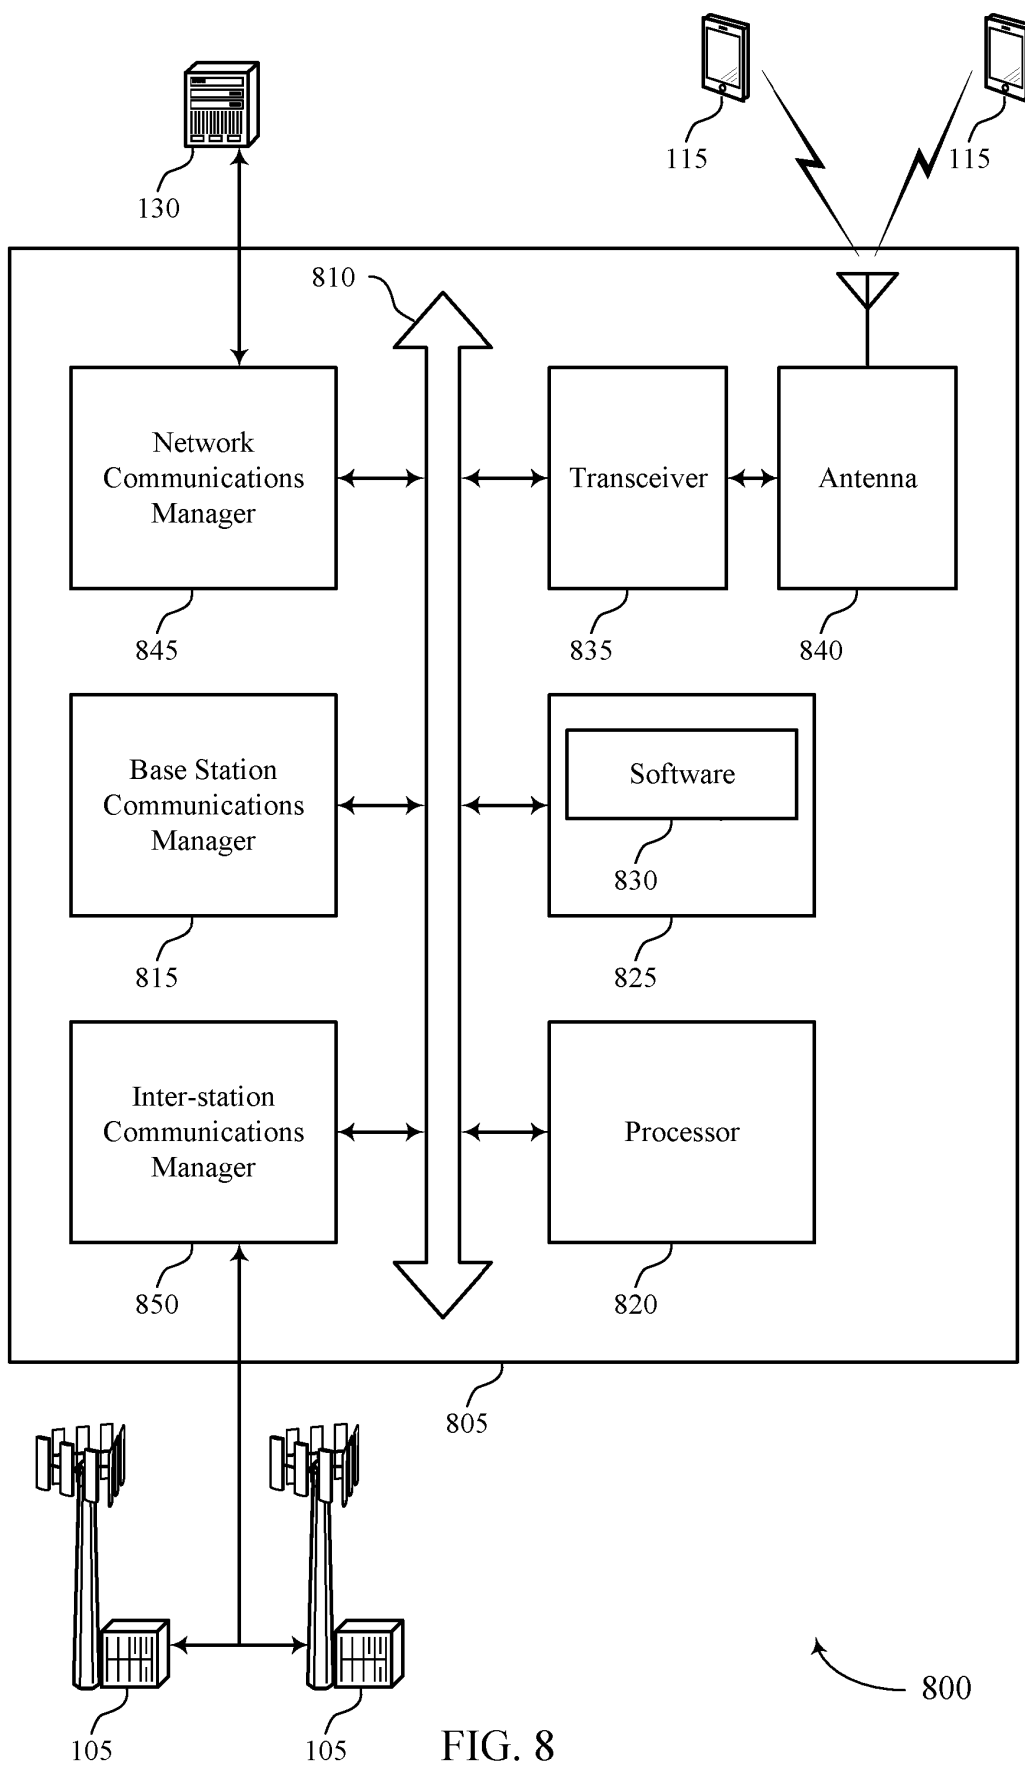 115
115
130
810
Network
Communications
Manager
Transceiver
Antenna
845
835
840
Base Station
Communications
Manager
Software
830
815
825
Inter-station
Communications
Manager
Processor
850
820
805
800
105
105
FIG. 8